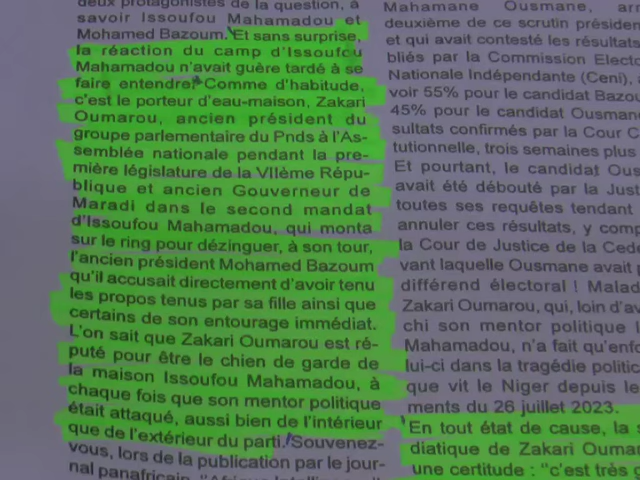 deux protagonistes de la question, à
savoir Issoufou Mahamadou et
Mohamed Bazoum. Et sans surprise,
la réaction du camp d'Issoufou
Mahamadou n'avait guère tardé à se
faire entendre! Comme d'habitude,
c'est le porteur d'eau-maison, Zakari
Oumarou, ancien président du
groupe parlementaire du Pnds à l'As-
semblée nationale pendant la pre-
mière législature de la VIIème Répu-
blique et ancien Gouverneur de
Maradi dans le second mandat
d'Issoufou Mahamadou, qui monta
sur le ring pour dézinguer, à son tour,
l'ancien président Mohamed Bazoum
qu'il accusait directement d'avoir tenu
les propos tenus par sa fille ainsi que
certains de son entourage immédiat.
L'on sait que Zakari Oumarou est ré-
puté pour être le chien de garde de
la maison Issoufou Mahamadou, à
chaque fois que son mentor politique
était attaqué, aussi bien de l'intérieur
que de l'extérieur du parti. Souvenez-
vous, lors de la publication par le jour-
nal panafricain,
Mahamane Ousmane,
deuxième de ce scrutin présiden
et qui avait contesté les résultats
bliés par la Commission Electo
Nationale Indépendante (Ceni),
voir 55% pour le candidat Bazou
45% pour le candidat Ousmane
sultats confirmés par la Cour C
tutionnelle, trois semaines plus
Et pourtant, le candidat Ous
avait été débouté par la Just
toutes ses requêtes tendant
annuler ces résultats, y comp
la Cour de Justice de la Cede
vant laquelle Ousmane avait
différend électoral ! Malad
Zakari Oumarou, qui, loin d'av
chi son mentor politique
Mahamadou, n'a fait qu'enfo
lui-ci dans la tragédie politic
que vit le Niger depuis le
ments du 26 juillet 2023.
En tout état de cause, la s
diatique de Zakari Oumar
une certitude : "c'est très